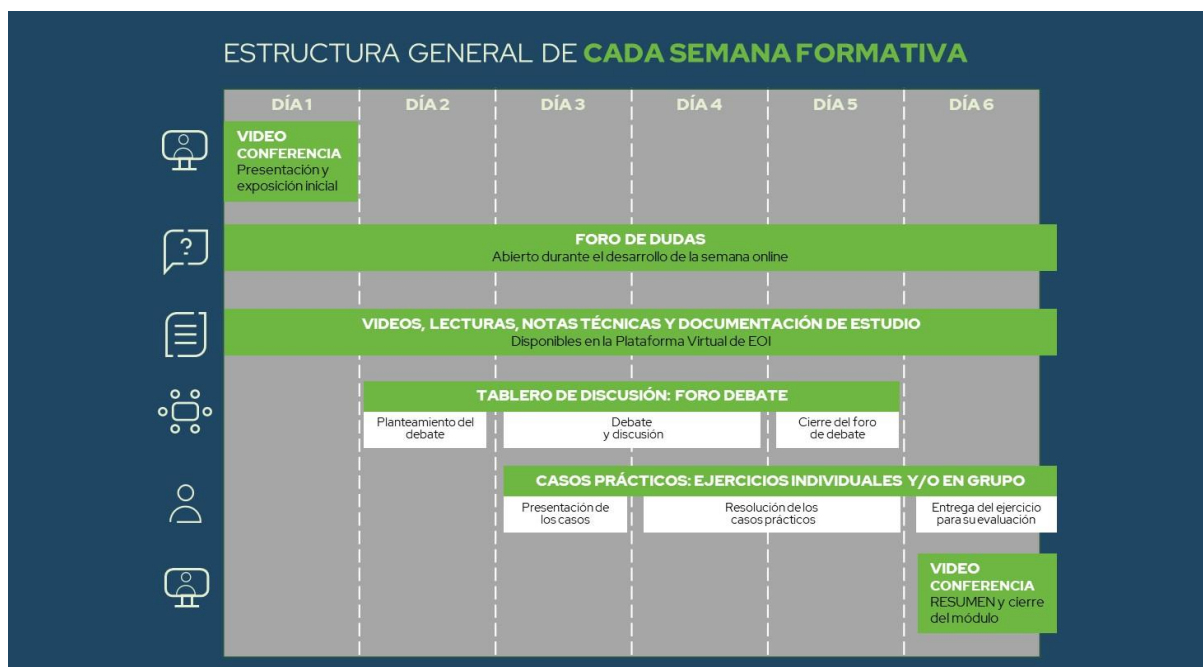 ESTRUCTURA GENERAL DE CADA SEMANA FORMATIVA
DÍA 1 DÍA 2 DÍA 3 DÍA 4 DÍA 5 DÍA 6
VIDEO
CONFERENCIA
Presentación y
exposición inicial
?
FORO DE DUDAS
Abierto durante el desarrollo de la semana online
VIDEOS, LECTURAS, NOTAS TÉCNICAS Y DOCUMENTACIÓN DE ESTUDIO
Disponibles en la Plataforma Virtual de EOI
TABLERO DE DISCUSIÓN: FORO DEBATE
Planteamiento del
debate
Debate
y discusión
Cierre del foro
de debate
CASOS PRÁCTICOS: EJERCICIOS INDIVIDUALES Y/O EN GRUPO
Presentación de
los casos
Resolución de los
casos prácticos
Entrega del ejercicio
para su evaluación
VIDEO
CONFERENCIA
RESUMEN y cierre
del módulo